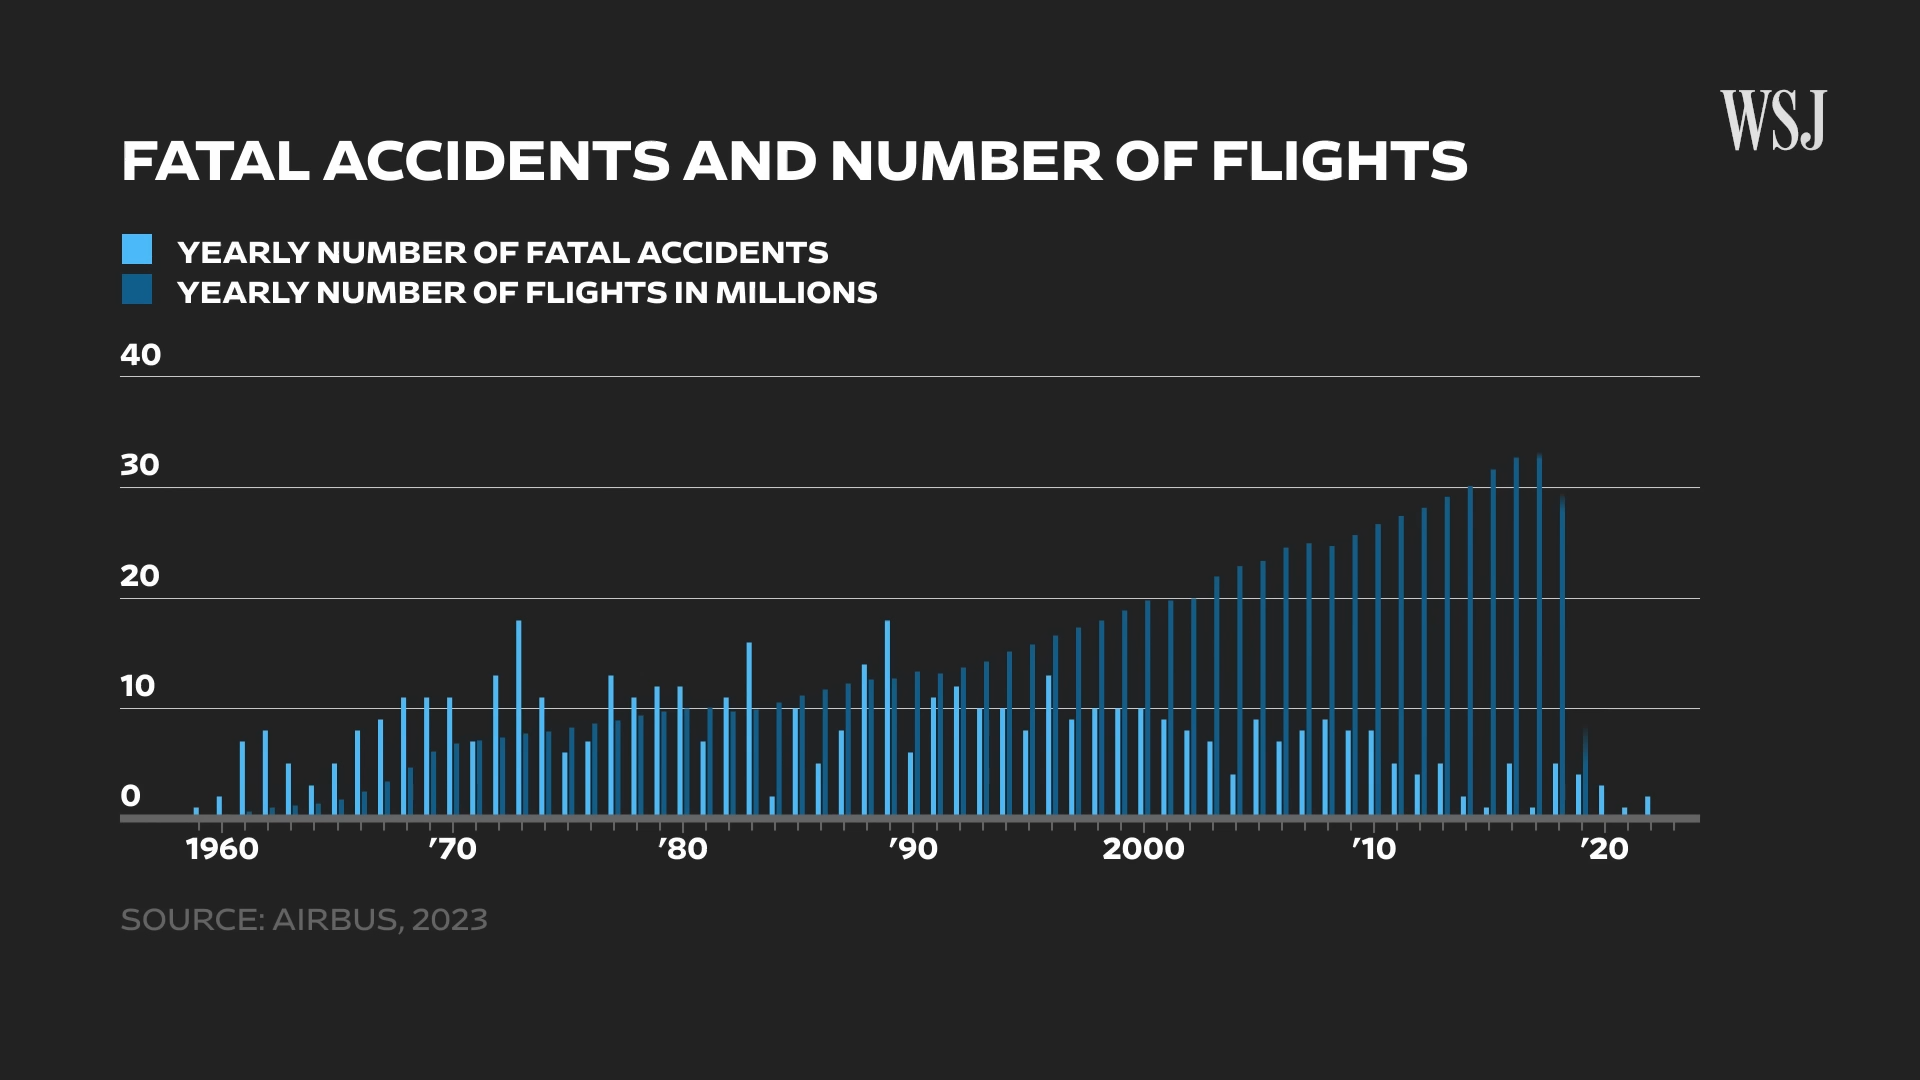 WSJ
FATAL ACCIDENTS AND NUMBER OF FLIGHTS
YEARLY NUMBER OF FATAL ACCIDENTS
YEARLY NUMBER OF FLIGHTS IN MILLIONS
40
30
20
10
0
1960 ’70 ’80 ’90 2000 ’10 ’20
SOURCE: AIRBUS, 2023